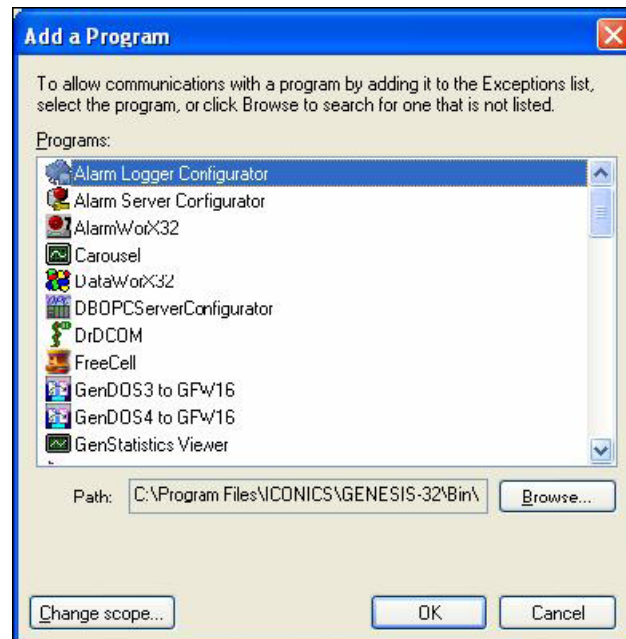 Add a Program
To allow communications with a program by adding it to the Exceptions list,
select the program, or click Browse to search for one that is not listed.
Programs:
Alarm Logger Configurator
Alarm Server Configurator
AlarmWorX32
Carousel
DataWorX32
DBOPCServerConfigurator
DrDCOM
FreeCell
GenDOS3 to GFW16
GenDOS4 to GFW16
GenStatistics Viewer
Path: C:\Program Files\ICONICS\GENESIS-32\Bin\ Browse...
Change scope... OK Cancel